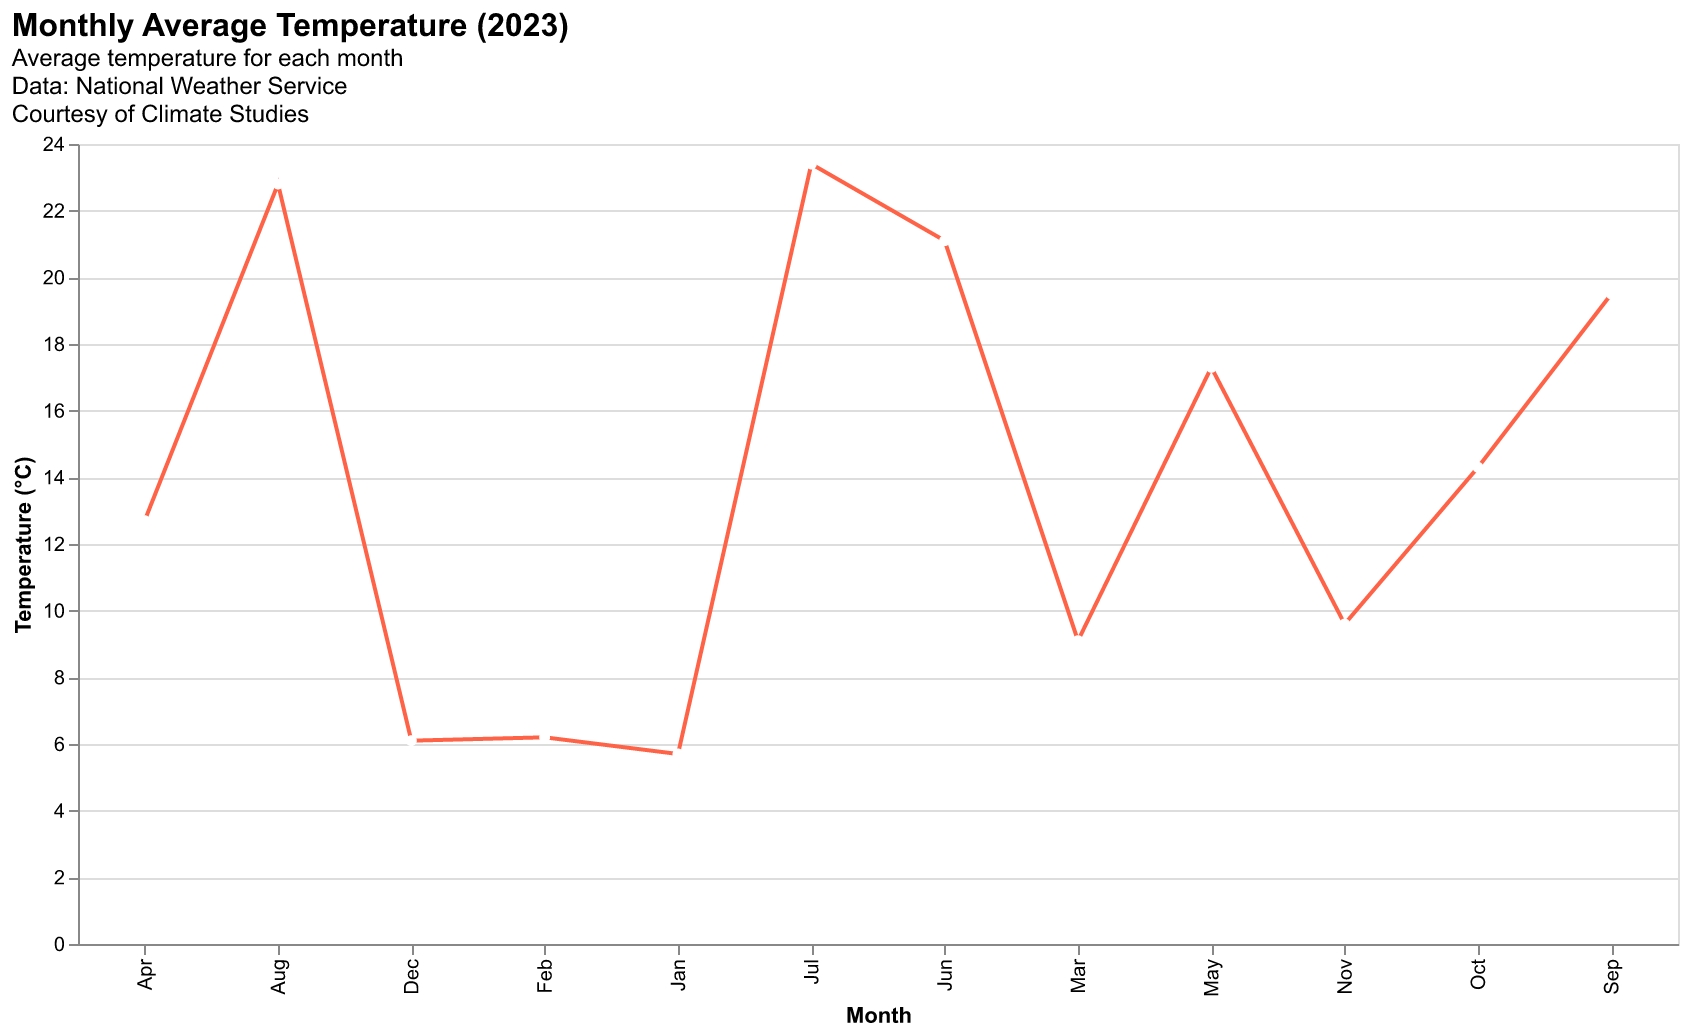 Monthly Average Temperature (2023)
Average temperature for each month
Data: National Weather Service
Courtesy of Climate Studies
24
22
20
18
16
14
12
10
8
6
4
2
0
Temperature (°C)
Apr
Aug
Dec
Feb
Jan
Jul
Jun
Mar
May
Nov
Oct
Sep
Month